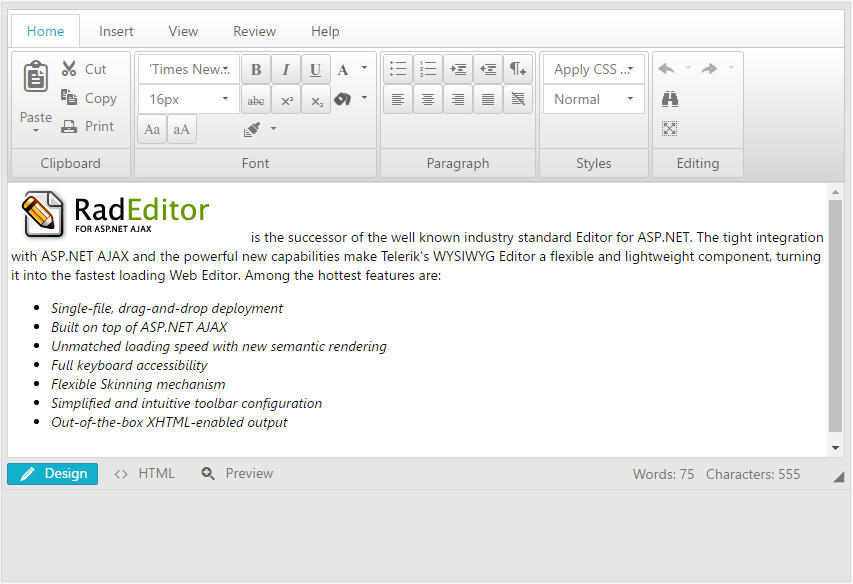 Home Insert View Review Help
Cut 'Times New... B I U A Apply CSS ...
Copy 16px abc x² x₂ Normal
Paste
Print Aa aA
Clipboard Font Paragraph Styles Editing
RadEditor
FOR ASP.NET AJAX
is the successor of the well known industry standard Editor for ASP.NET. The tight integration
with ASP.NET AJAX and the powerful new capabilities make Telerik's WYSIWYG Editor a flexible and lightweight component, turning
it into the fastest loading Web Editor. Among the hottest features are:
• Single-file, drag-and-drop deployment
• Built on top of ASP.NET AJAX
• Unmatched loading speed with new semantic rendering
• Full keyboard accessibility
• Flexible Skinning mechanism
• Simplified and intuitive toolbar configuration
• Out-of-the-box XHTML-enabled output
Design <> HTML Preview Words: 75 Characters: 555